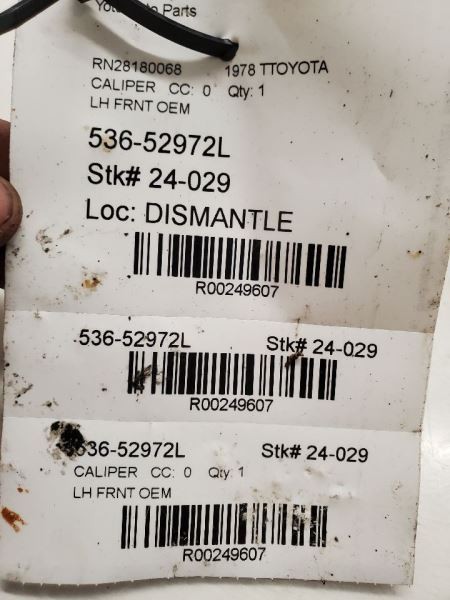 Parts
RN28180068 1978 TTOYOTA
CALIPER CC: 0 Qty: 1
LH FRNT OEM
536-52972L
Stk# 24-029
Loc: DISMANTLE
R00249607
536-52972L Stk# 24-029
R00249607
536-52972L Stk# 24-029
CALIPER CC: 0 Qty: 1
LH FRNT OEM
R00249607